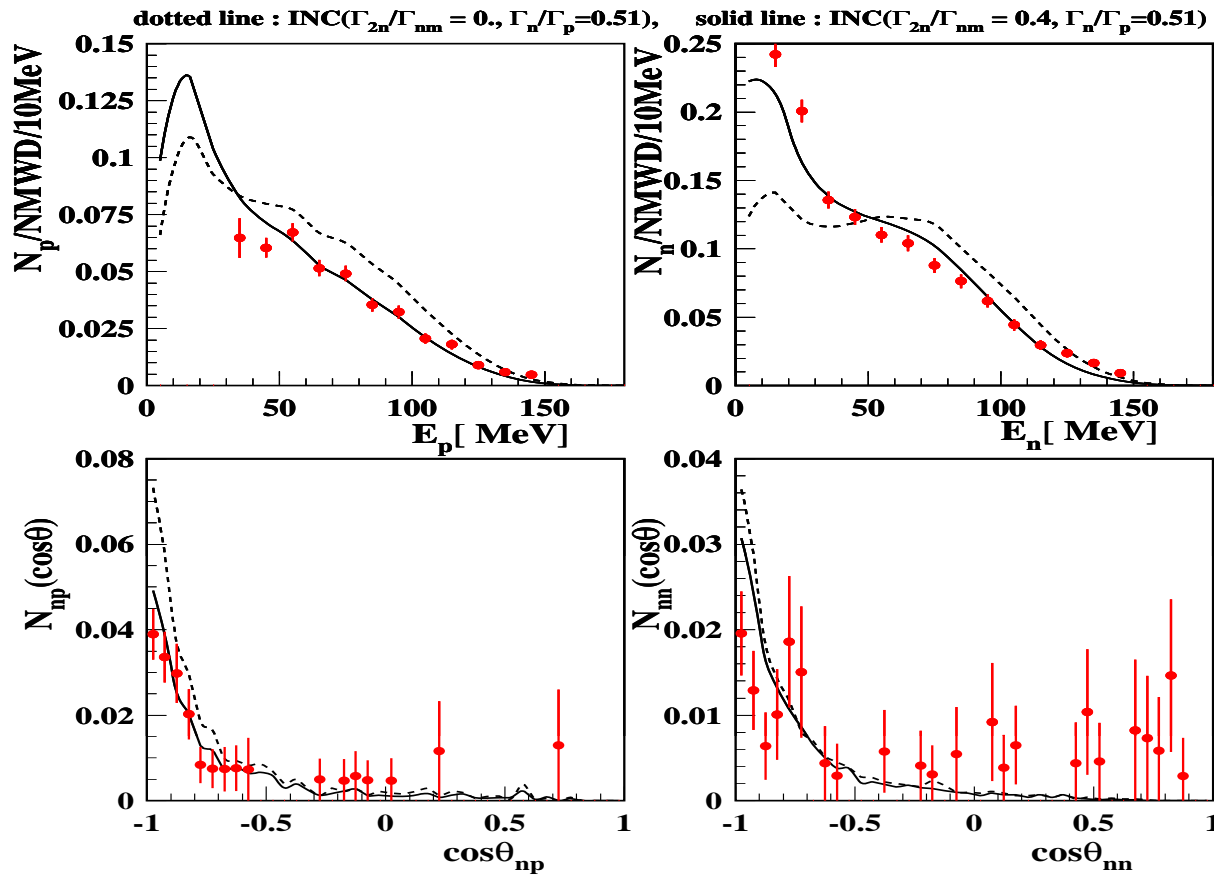 dotted line : INC(Γ2n/Γnm = 0., Γn/Γp=0.51), solid line : INC(Γ2n/Γnm = 0.4, Γn/Γp=0.51)
Np/NMWD/10MeV
0.15
0.125
0.1
0.075
0.05
0.025
0
0 50 100 150
Ep[ MeV]
Nn/NMWD/10MeV
0.25
0.2
0.15
0.1
0.05
0
0 50 100 150
En[ MeV]
Nnp(cosθ)
0.08
0.06
0.04
0.02
0
-1 -0.5 0 0.5 1
cosθnp
Nnn(cosθ)
0.04
0.03
0.02
0.01
0
-1 -0.5 0 0.5 1
cosθnn